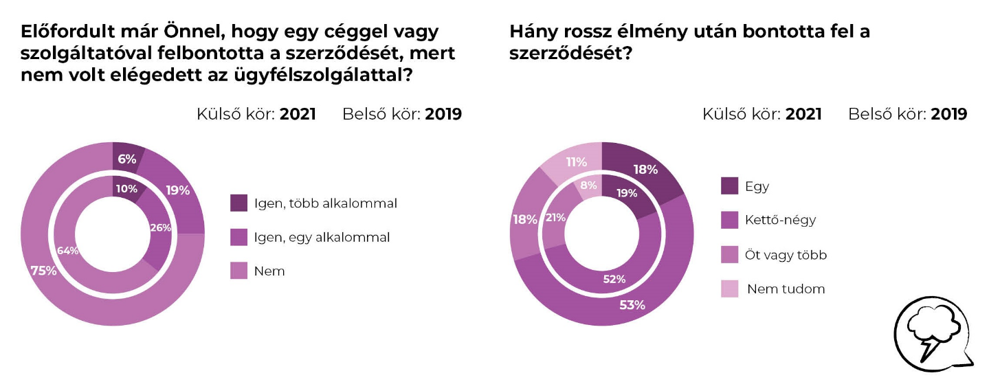 Előfordult már Önnel, hogy egy céggel vagy
szolgáltatóval felbontotta a szerződését, mert
nem volt elégedett az ügyfélszolgálattal?
Külső kör: 2021 Belső kör: 2019
6%
19%
10%
26%
64%
75%
Igen, több alkalommal
Igen, egy alkalommal
Nem
Hány rossz élmény után bontotta fel a
szerződését?
Külső kör: 2021 Belső kör: 2019
11%
18%
8%
19%
18%
21%
52%
53%
Egy
Kettő-négy
Öt vagy több
Nem tudom